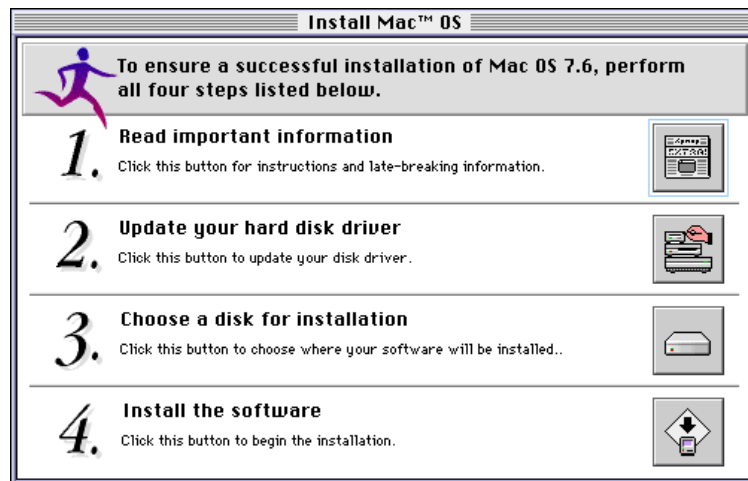 Install Mac™ OS
To ensure a successful installation of Mac OS 7.6, perform
all four steps listed below.
1. Read important information
Click this button for instructions and late-breaking information.
EXTRA!
2. Update your hard disk driver
Click this button to update your disk driver.
3. Choose a disk for installation
Click this button to choose where your software will be installed..
4. Install the software
Click this button to begin the installation.